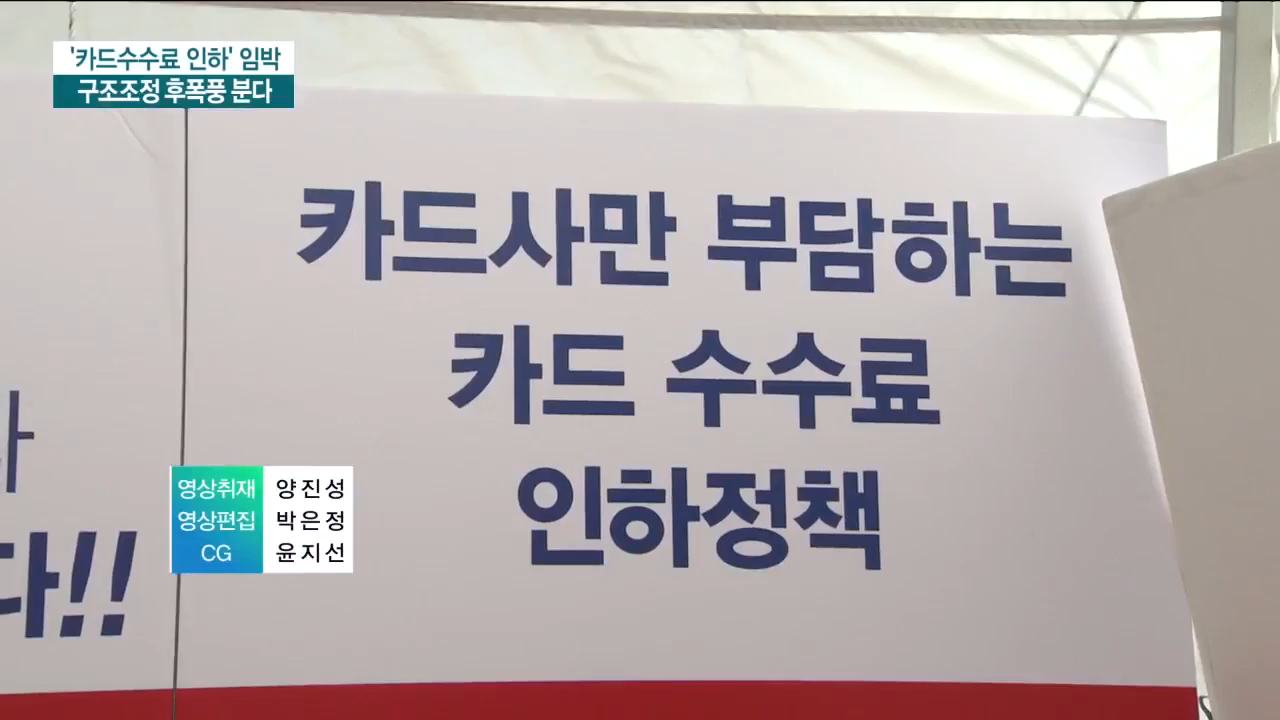 '카드수수료 인하' 임박
구조조정 후폭풍 분다
카드사만 부담하는
카드 수수료
인하정책
다!!
영상취재 양진성
영상편집 박은정
CG 윤지선